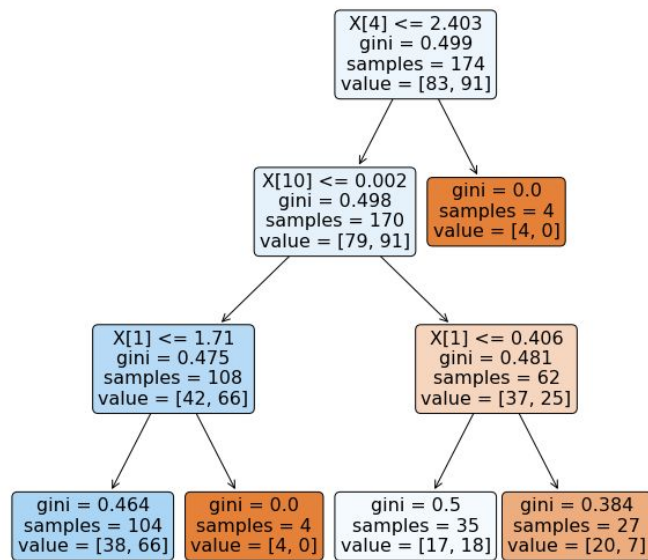 X[4] <= 2.403
gini = 0.499
samples = 174
value = [83, 91]
X[10] <= 0.002
gini = 0.498
samples = 170
value = [79, 91]
gini = 0.0
samples = 4
value = [4, 0]
X[1] <= 1.71
gini = 0.475
samples = 108
value = [42, 66]
X[1] <= 0.406
gini = 0.481
samples = 62
value = [37, 25]
gini = 0.464
samples = 104
value = [38, 66]
gini = 0.0
samples = 4
value = [4, 0]
gini = 0.5
samples = 35
value = [17, 18]
gini = 0.384
samples = 27
value = [20, 7]